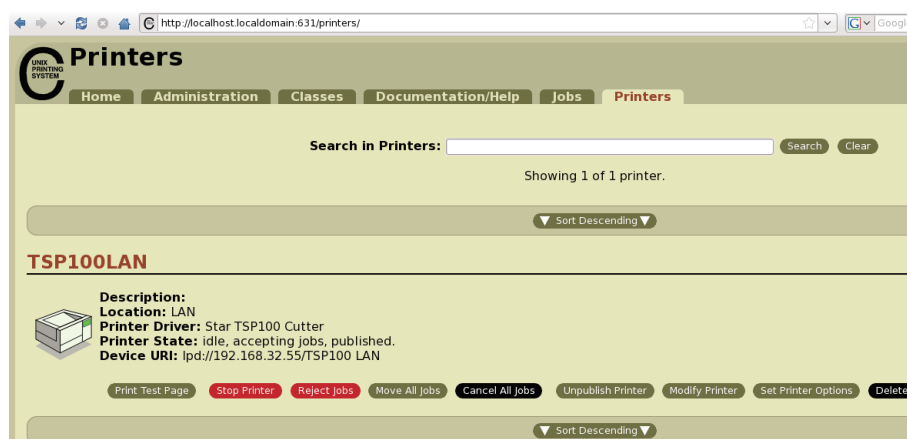 http://localhost.localdomain:631/printers/
Google
UNIX
PRINTING
SYSTEM
Printers
Home Administration Classes Documentation/Help Jobs Printers
Search in Printers: Search Clear
Showing 1 of 1 printer.
▼ Sort Descending ▼
TSP100LAN
Description:
Location: LAN
Printer Driver: Star TSP100 Cutter
Printer State: idle, accepting jobs, published.
Device URI: lpd://192.168.32.55/TSP100 LAN
Print Test Page Stop Printer Reject Jobs Move All Jobs Cancel All Jobs Unpublish Printer Modify Printer Set Printer Options Delete
▼ Sort Descending ▼